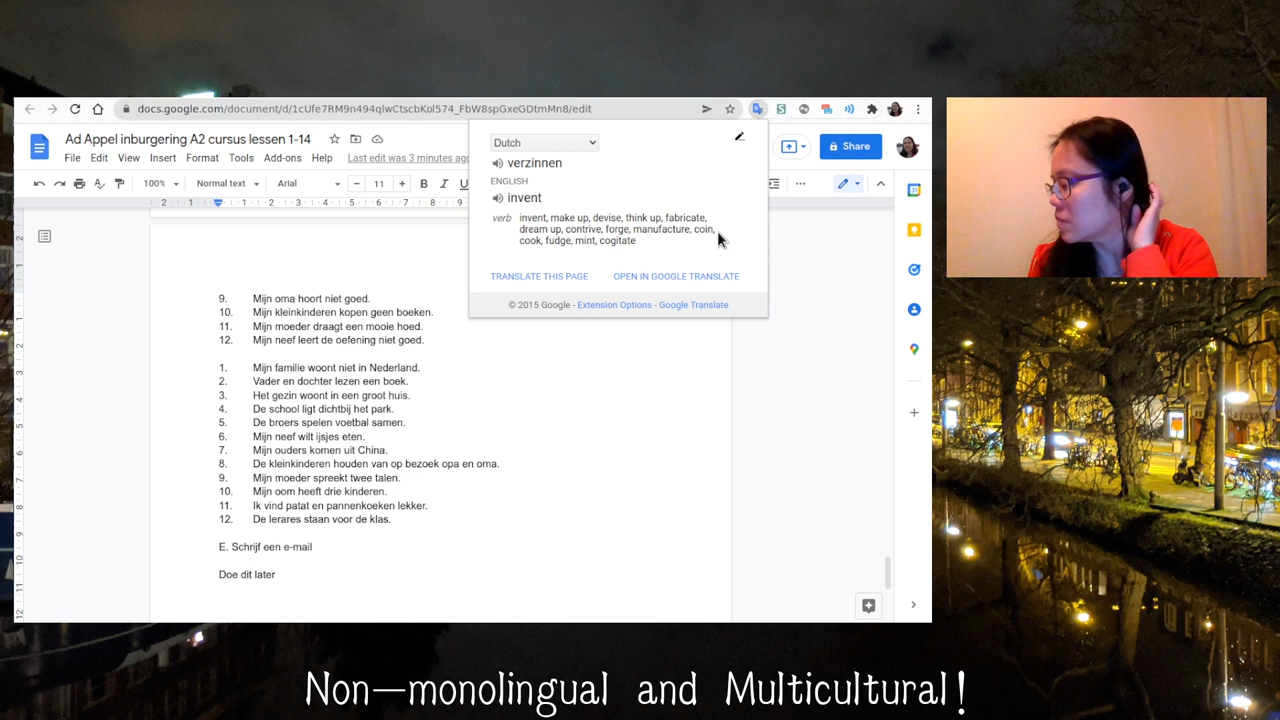 docs.google.com/document/d/1cUfe7RM9n494qlwCtscbKol574_FbW8spGxeGDtmMn8/edit
Ad Appel inburgering A2 cursus lessen 1-14
File Edit View Insert Format Tools Add-ons Help Last edit was 3 minutes ago
Share
100% Normal text Arial 11 B I U
Dutch
verzinnen
ENGLISH
invent
verb invent, make up, devise, think up, fabricate,
dream up, contrive, forge, manufacture, coin,
cook, fudge, mint, cogitate
TRANSLATE THIS PAGE OPEN IN GOOGLE TRANSLATE
© 2015 Google - Extension Options - Google Translate
9. Mijn oma hoort niet goed.
10. Mijn kleinkinderen kopen geen boeken.
11. Mijn moeder draagt een mooie hoed.
12. Mijn neef leert de oefening niet goed.
1. Mijn familie woont niet in Nederland.
2. Vader en dochter lezen een boek.
3. Het gezin woont in een groot huis.
4. De school ligt dichtbij het park.
5. De broers spelen voetbal samen.
6. Mijn neef wilt ijsjes eten.
7. Mijn ouders komen uit China.
8. De kleinkinderen houden van op bezoek opa en oma.
9. Mijn moeder spreekt twee talen.
10. Mijn oom heeft drie kinderen.
11. Ik vind patat en pannenkoeken lekker.
12. De lerares staan voor de klas.
E. Schrijf een e-mail
Doe dit later
Non-monolingual and Multicultural!